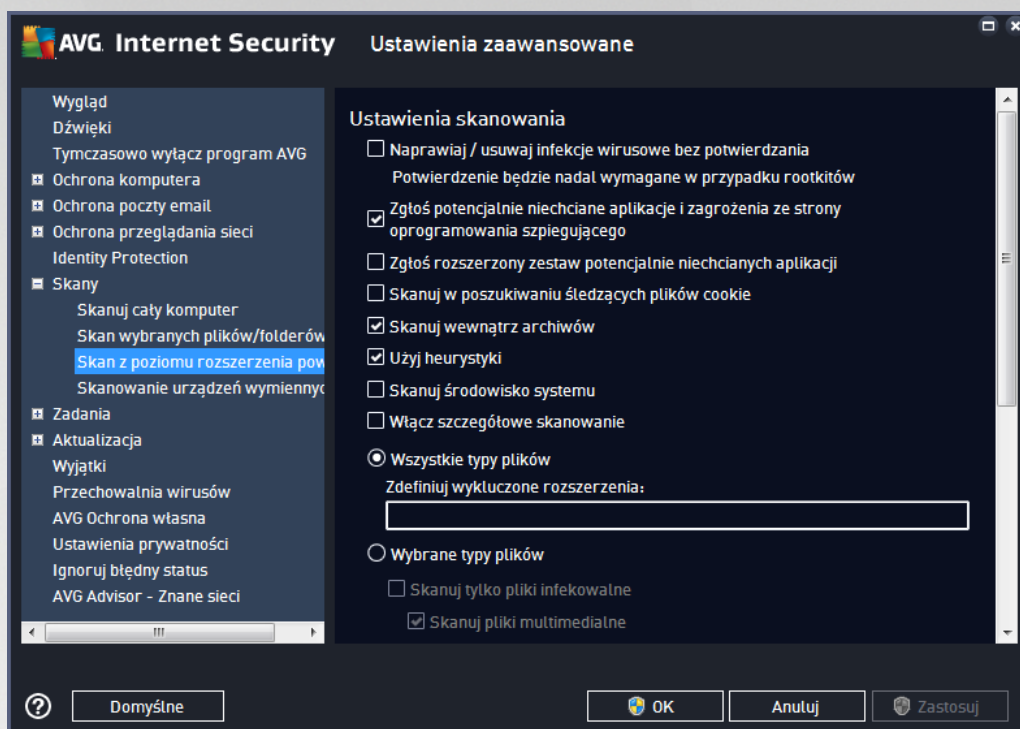 AVG. Internet Security
Ustawienia zaawansowane
Wygląd
Dźwięki
Tymczasowo wyłącz program AVG
Ochrona komputera
Ochrona poczty email
Ochrona przeglądania sieci
Identity Protection
Skany
Skanuj cały komputer
Skan wybranych plików/folderów
Skan z poziomu rozszerzenia pow
Skanowanie urządzeń wymiennyc
Zadania
Aktualizacja
Wyjątki
Przechowalnia wirusów
AVG Ochrona własna
Ustawienia prywatności
Ignoruj błędny status
AVG Advisor - Znane sieci
Ustawienia skanowania
Naprawiaj / usuwaj infekcje wirusowe bez potwierdzania
Potwierdzenie będzie nadal wymagane w przypadku rootkitów
Zgłoś potencjalnie niechciane aplikacje i zagrożenia ze strony
oprogramowania szpiegującego
Zgłoś rozszerzony zestaw potencjalnie niechcianych aplikacji
Skanuj w poszukiwaniu śledzących plików cookie
Skanuj wewnątrz archiwów
Użyj heurystyki
Skanuj środowisko systemu
Włącz szczegółowe skanowanie
Wszystkie typy plików
Zdefiniuj wykluczone rozszerzenia:
Wybrane typy plików
Skanuj tylko pliki infekowalne
Skanuj pliki multimedialne
Domyślne
OK
Anuluj
Zastosuj